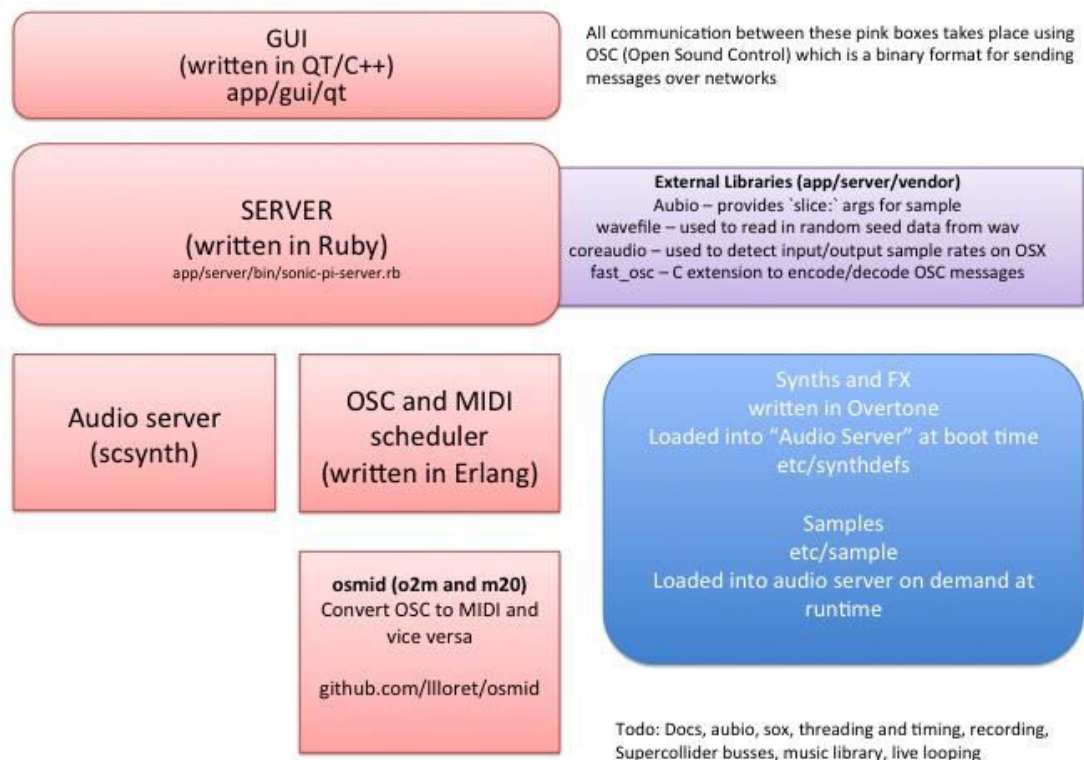 GUI
(written in QT/C++)
app/gui/qt
All communication between these pink boxes takes place using
OSC (Open Sound Control) which is a binary format for sending
messages over networks
SERVER
(written in Ruby)
app/server/bin/sonic-pi-server.rb
External Libraries (app/server/vendor)
Aubio – provides `slice:` args for sample
wavefile – used to read in random seed data from wav
coreaudio – used to detect input/output sample rates on OSX
fast_osc – C extension to encode/decode OSC messages
Audio server
(scsynth)
OSC and MIDI
scheduler
(written in Erlang)
Synths and FX
written in Overtone
Loaded into “Audio Server” at boot time
etc/synthdefs
Samples
etc/sample
Loaded into audio server on demand at
runtime
osmid (o2m and m20)
Convert OSC to MIDI and
vice versa
github.com/llloret/osmid
Todo: Docs, aubio, sox, threading and timing, recording,
Supercollider busses, music library, live looping